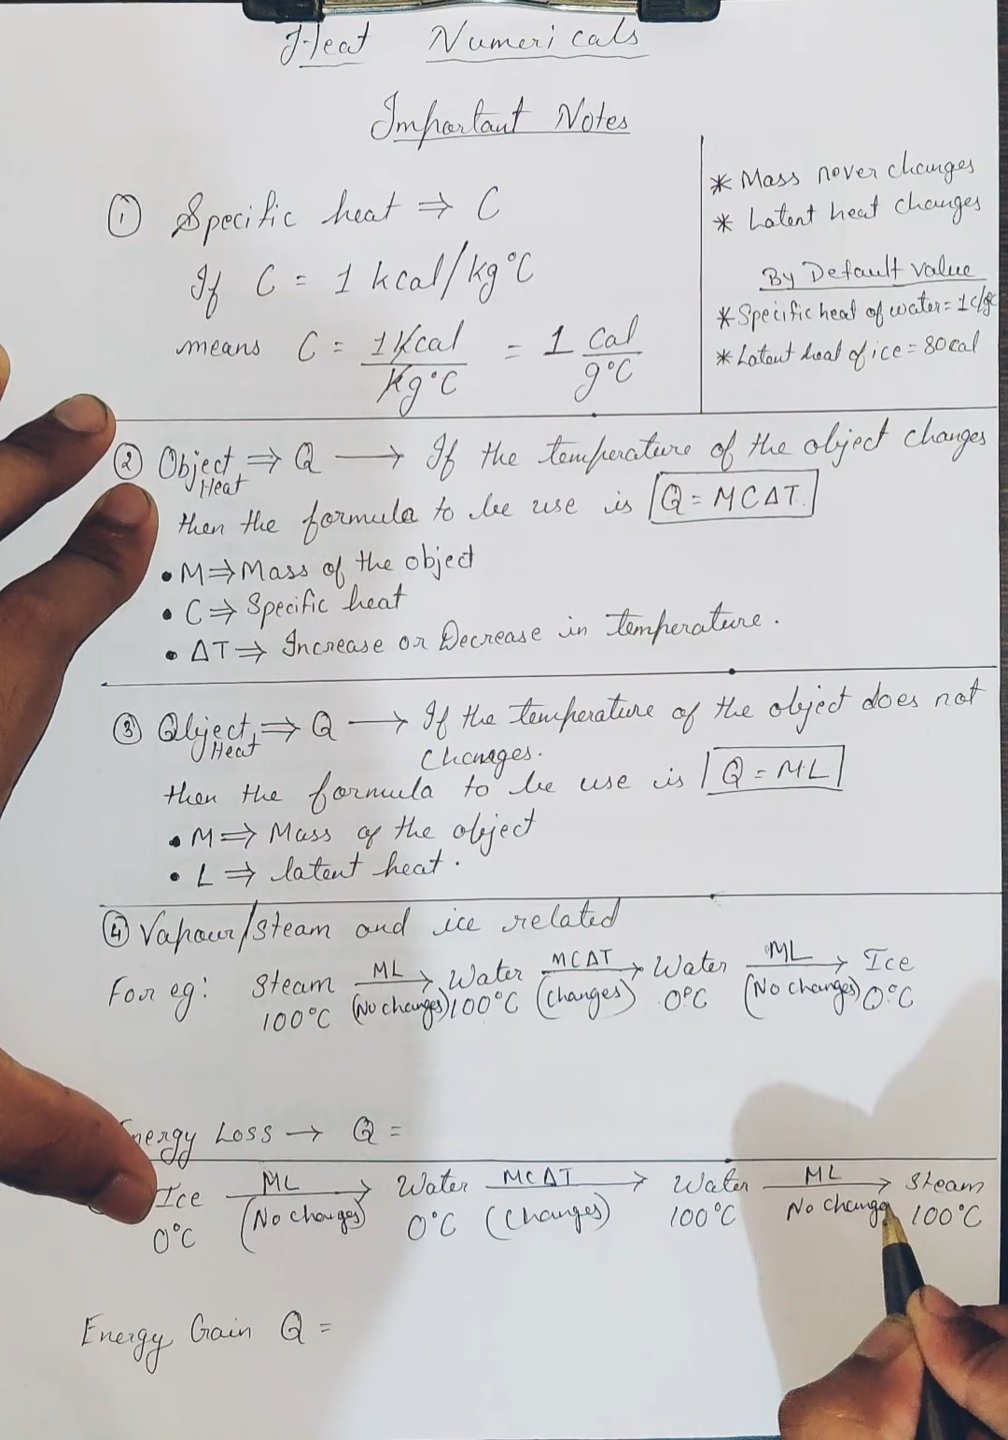 Heat Numericals
Important Notes
① Specific heat ⇒ C
If C = 1 kcal/kg°C
means C = 1 Kcal / Kg°C = 1 Cal / g°C
* Mass never changes
* Latent heat changes
By Default value
* Specific heat of water = 1c/g°c
* Latent heat of ice = 80cal
② Object Heat ⇒ Q → If the temperature of the object changes
then the formula to be use is Q = MCΔT.
• M ⇒ Mass of the object
• C ⇒ Specific heat
• ΔT ⇒ Increase or Decrease in temperature.
③ Object Heat ⇒ Q → If the temperature of the object does not
Changes.
then the formula to be use is Q = ML
• M ⇒ Mass of the object
• L ⇒ latent heat.
④ Vapour/steam and ice related
ML MCΔT ML
For eg: Steam → Water → Water → Ice
100°C (No changes) 100°C (Changes) 0°C (No changes) 0°C
nergy Loss → Q =
ML MCΔT ML
Ice → Water → Water → Steam
0°C (No changes) 0°C (Changes) 100°C No change 100°C
Energy Gain Q =